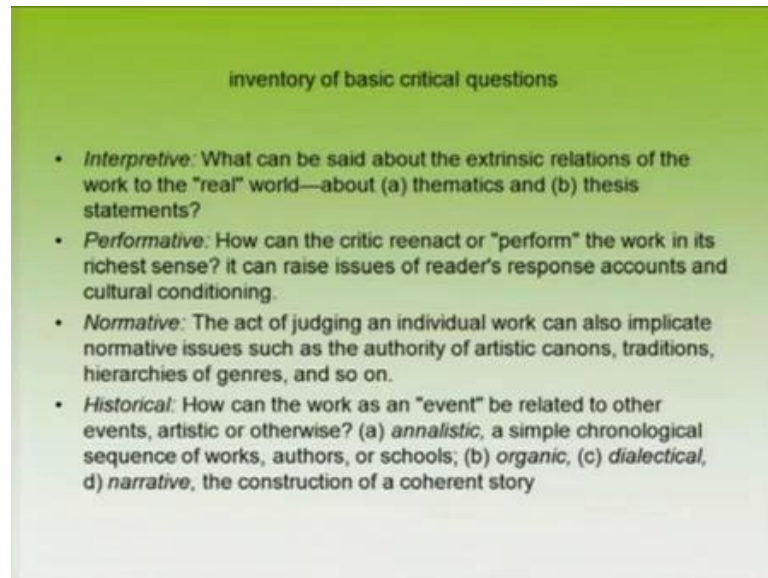 inventory of basic critical questions
• Interpretive: What can be said about the extrinsic relations of the
work to the "real" world—about (a) thematics and (b) thesis
statements?
• Performative: How can the critic reenact or "perform" the work in its
richest sense? it can raise issues of reader's response accounts and
cultural conditioning.
• Normative: The act of judging an individual work can also implicate
normative issues such as the authority of artistic canons, traditions,
hierarchies of genres, and so on.
• Historical: How can the work as an "event" be related to other
events, artistic or otherwise? (a) annalistic, a simple chronological
sequence of works, authors, or schools; (b) organic, (c) dialectical,
d) narrative, the construction of a coherent story